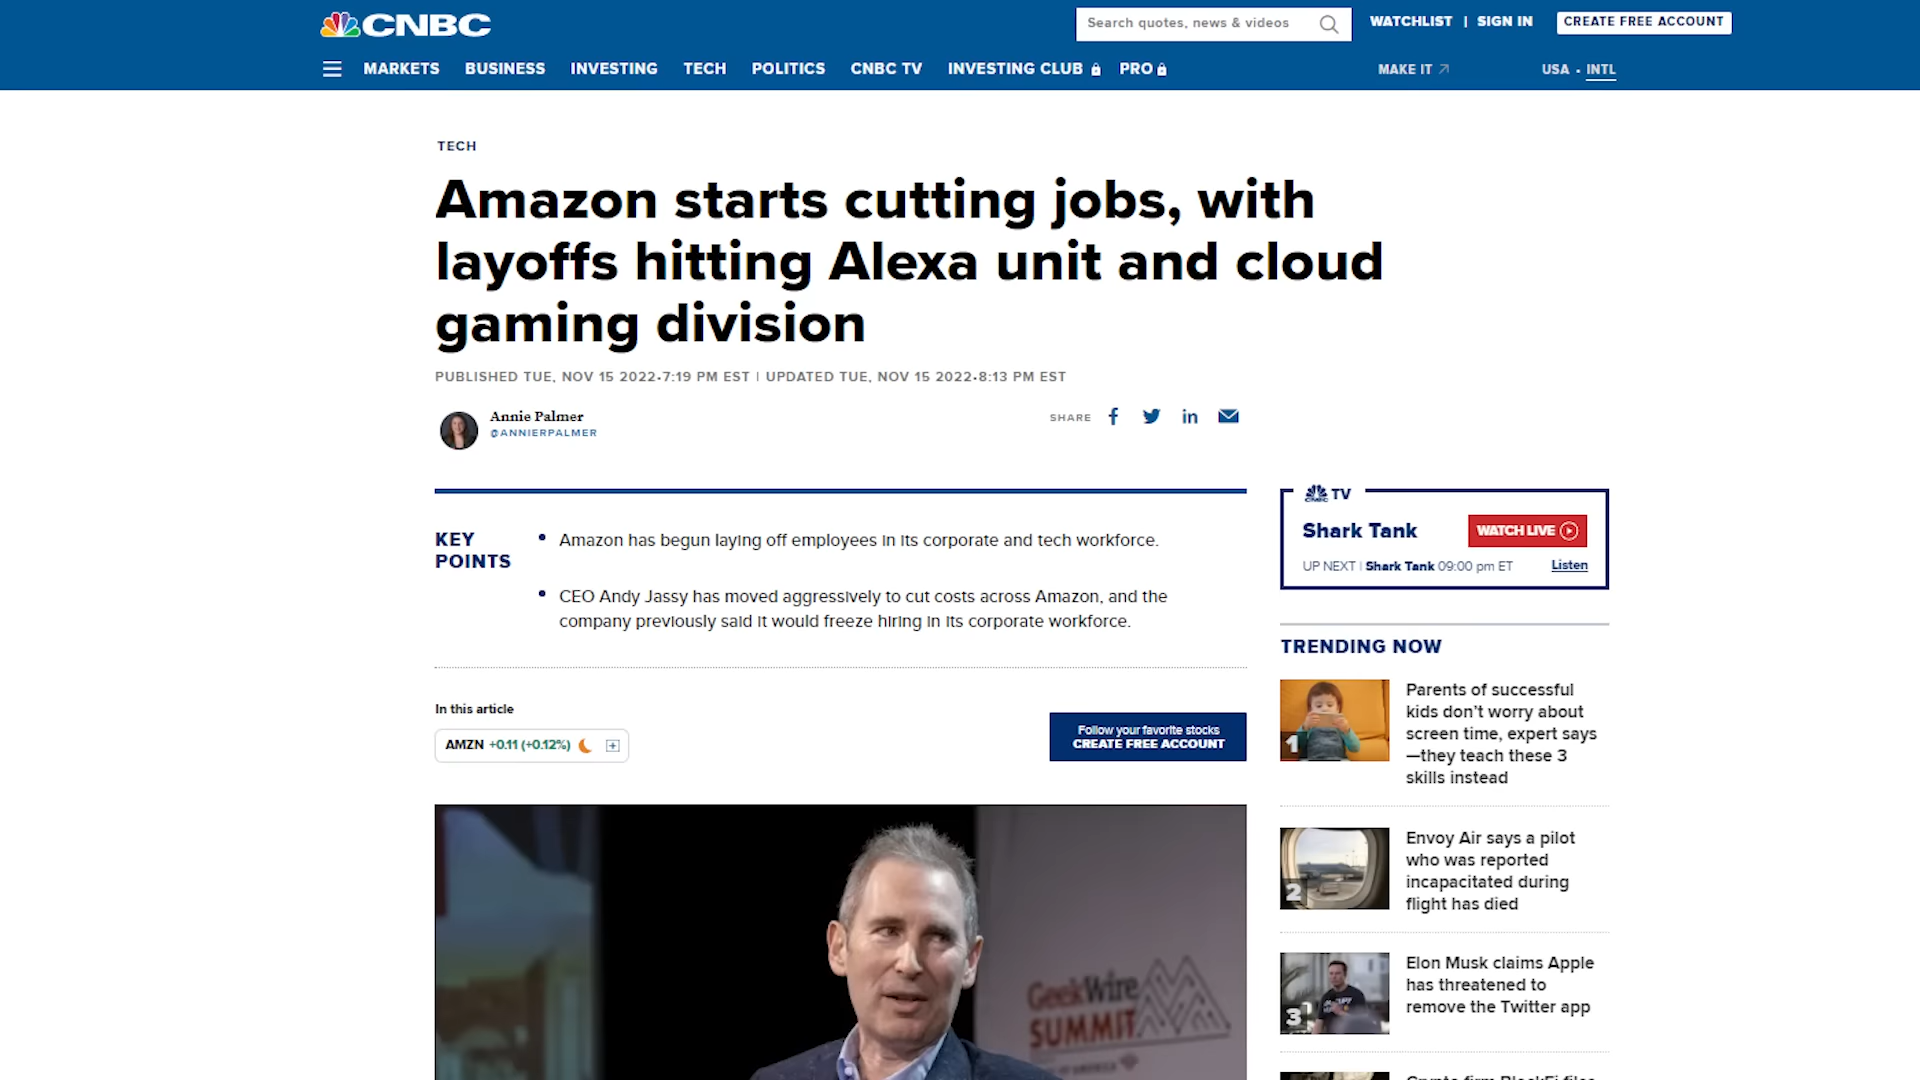 CNBC
Search quotes, news & videos
WATCHLIST | SIGN IN
CREATE FREE ACCOUNT
MARKETS BUSINESS INVESTING TECH POLITICS CNBC TV INVESTING CLUB PRO
MAKE IT
USA • INTL
TECH
Amazon starts cutting jobs, with
layoffs hitting Alexa unit and cloud
gaming division
PUBLISHED TUE, NOV 15 2022•7:19 PM EST | UPDATED TUE, NOV 15 2022•8:13 PM EST
Annie Palmer
@ANNIERPALMER
SHARE
KEY
POINTS
• Amazon has begun laying off employees in its corporate and tech workforce.
• CEO Andy Jassy has moved aggressively to cut costs across Amazon, and the
company previously said it would freeze hiring in its corporate workforce.
In this article
AMZN +0.11 (+0.12%)
Follow your favorite stocks
CREATE FREE ACCOUNT
GeekWire
SUMMIT
CNBC TV
Shark Tank
WATCH LIVE
UP NEXT | Shark Tank 09:00 pm ET
Listen
TRENDING NOW
1
Parents of successful
kids don’t worry about
screen time, expert says
—they teach these 3
skills instead
2
Envoy Air says a pilot
who was reported
incapacitated during
flight has died
3
Elon Musk claims Apple
has threatened to
remove the Twitter app